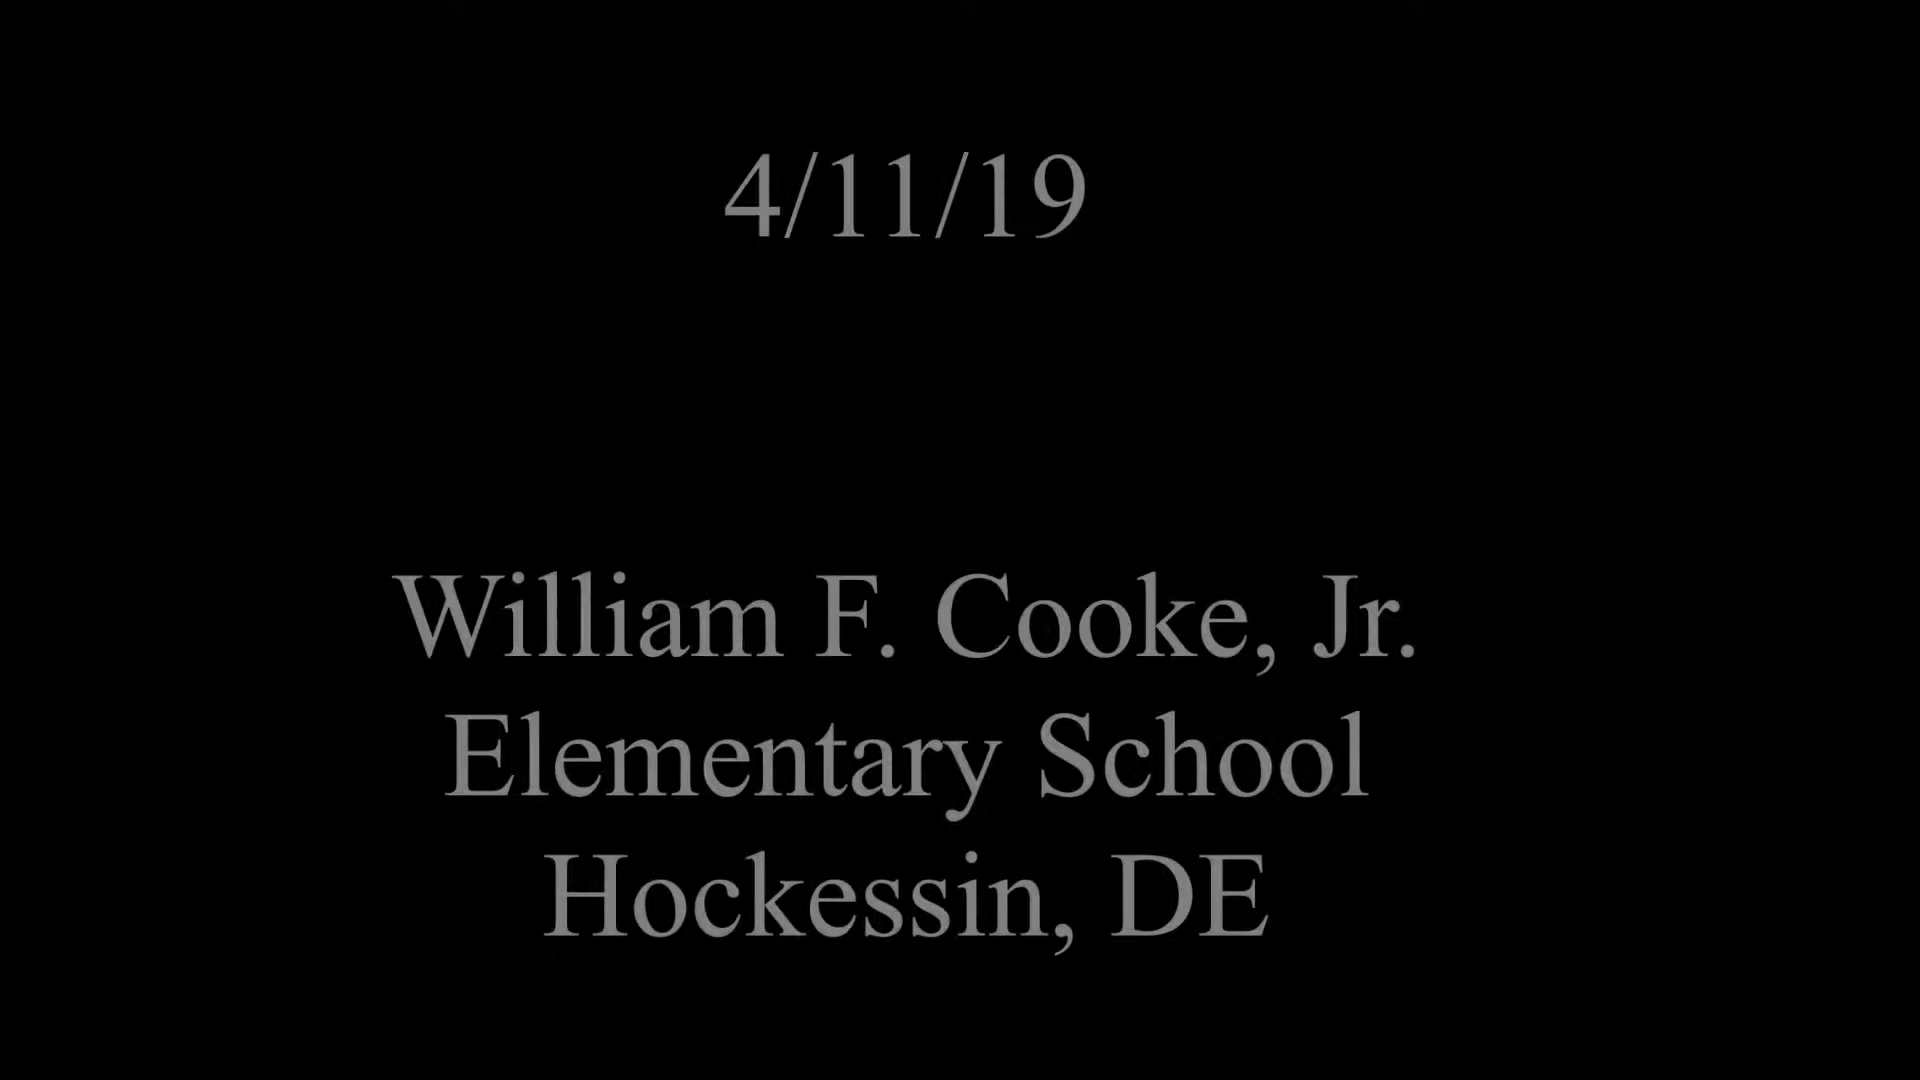 4/11/19
William F. Cooke, Jr.
Elementary School
Hockessin, DE